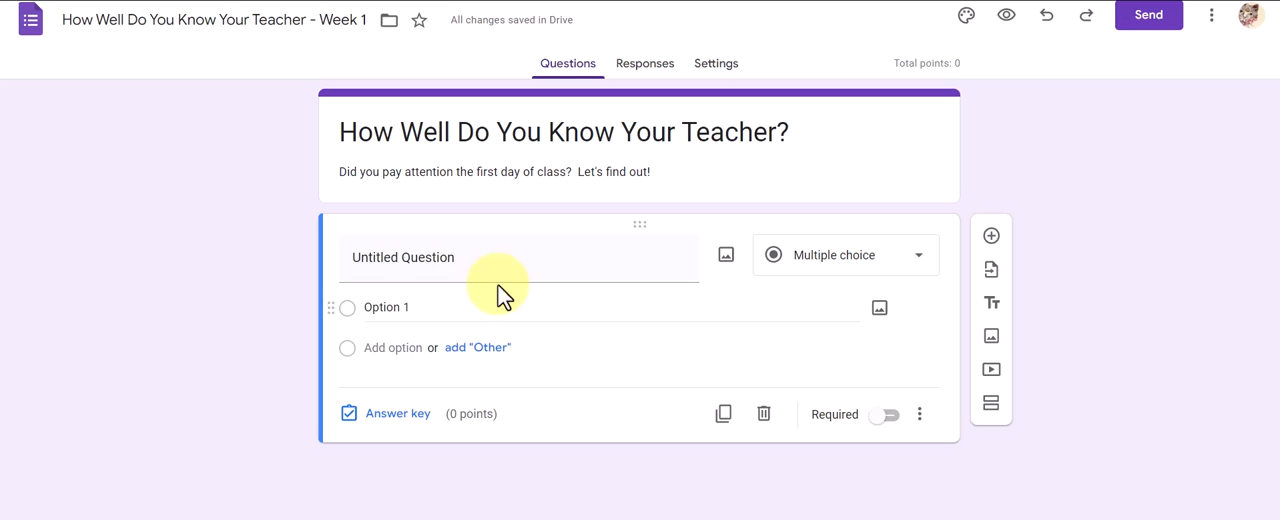 How Well Do You Know Your Teacher - Week 1
All changes saved in Drive
Send
Questions
Responses
Settings
Total points: 0
How Well Do You Know Your Teacher?
Did you pay attention the first day of class?  Let's find out!
Untitled Question
Multiple choice
Option 1
Add option or add "Other"
Answer key (0 points)
Required
Tт